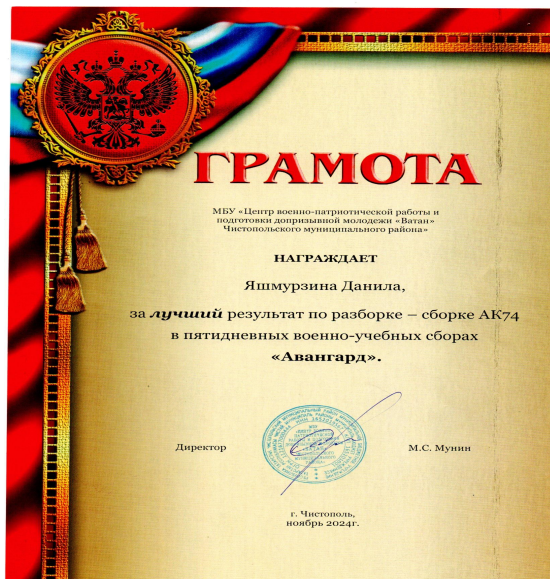 ГРАМОТА
МБУ «Центр военно-патриотической работы и
подготовки допризывной молодежи «Ватан»
Чистопольского муниципального района»
НАГРАЖДАЕТ
Яшмурзина Данила,
за лучший результат по разборке – сборке АК74
в пятидневных военно-учебных сборах
«Авангард».
Директор
М.С. Мунин
г. Чистополь,
ноябрь 2024г.